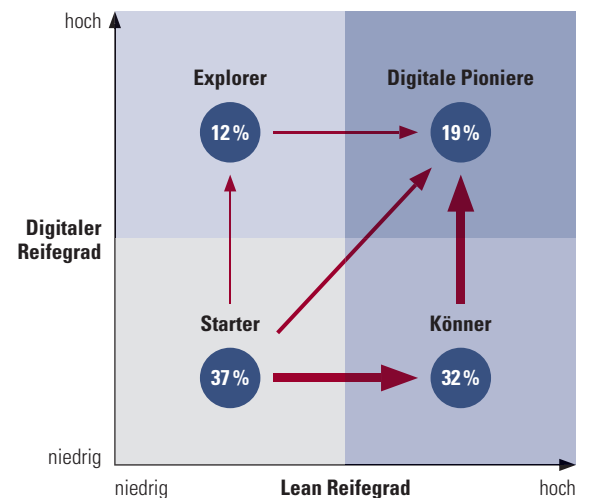 hoch
Explorer
Digitale Pioniere
12 %
19 %
Digitaler
Reifegrad
Starter
Könner
37 %
32 %
niedrig
niedrig
Lean Reifegrad
hoch